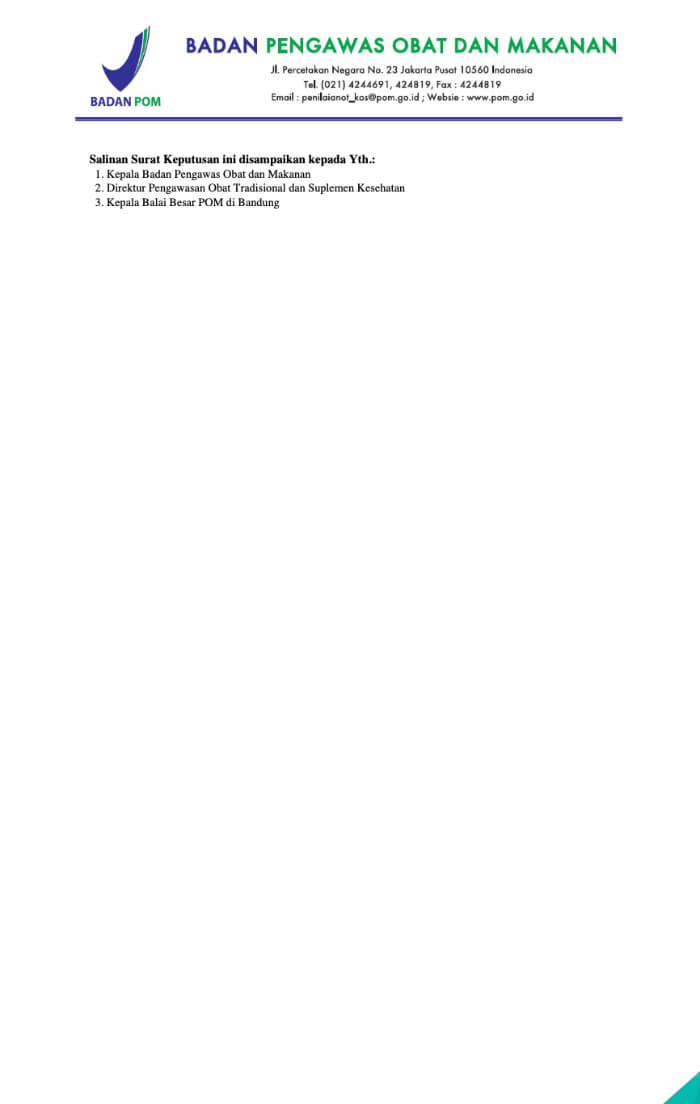 BADAN PENGAWAS OBAT DAN MAKANAN
Jl. Percetakan Negara No. 23 Jakarta Pusat 10560 Indonesia
Tel. (021) 4244691, 424819, Fax : 4244819
Email : penilaianot_kos@pom.go.id ; Websie : www.pom.go.id
BADAN POM
Salinan Surat Keputusan ini disampaikan kepada Yth.:
1. Kepala Badan Pengawas Obat dan Makanan
2. Direktur Pengawasan Obat Tradisional dan Suplemen Kesehatan
3. Kepala Balai Besar POM di Bandung